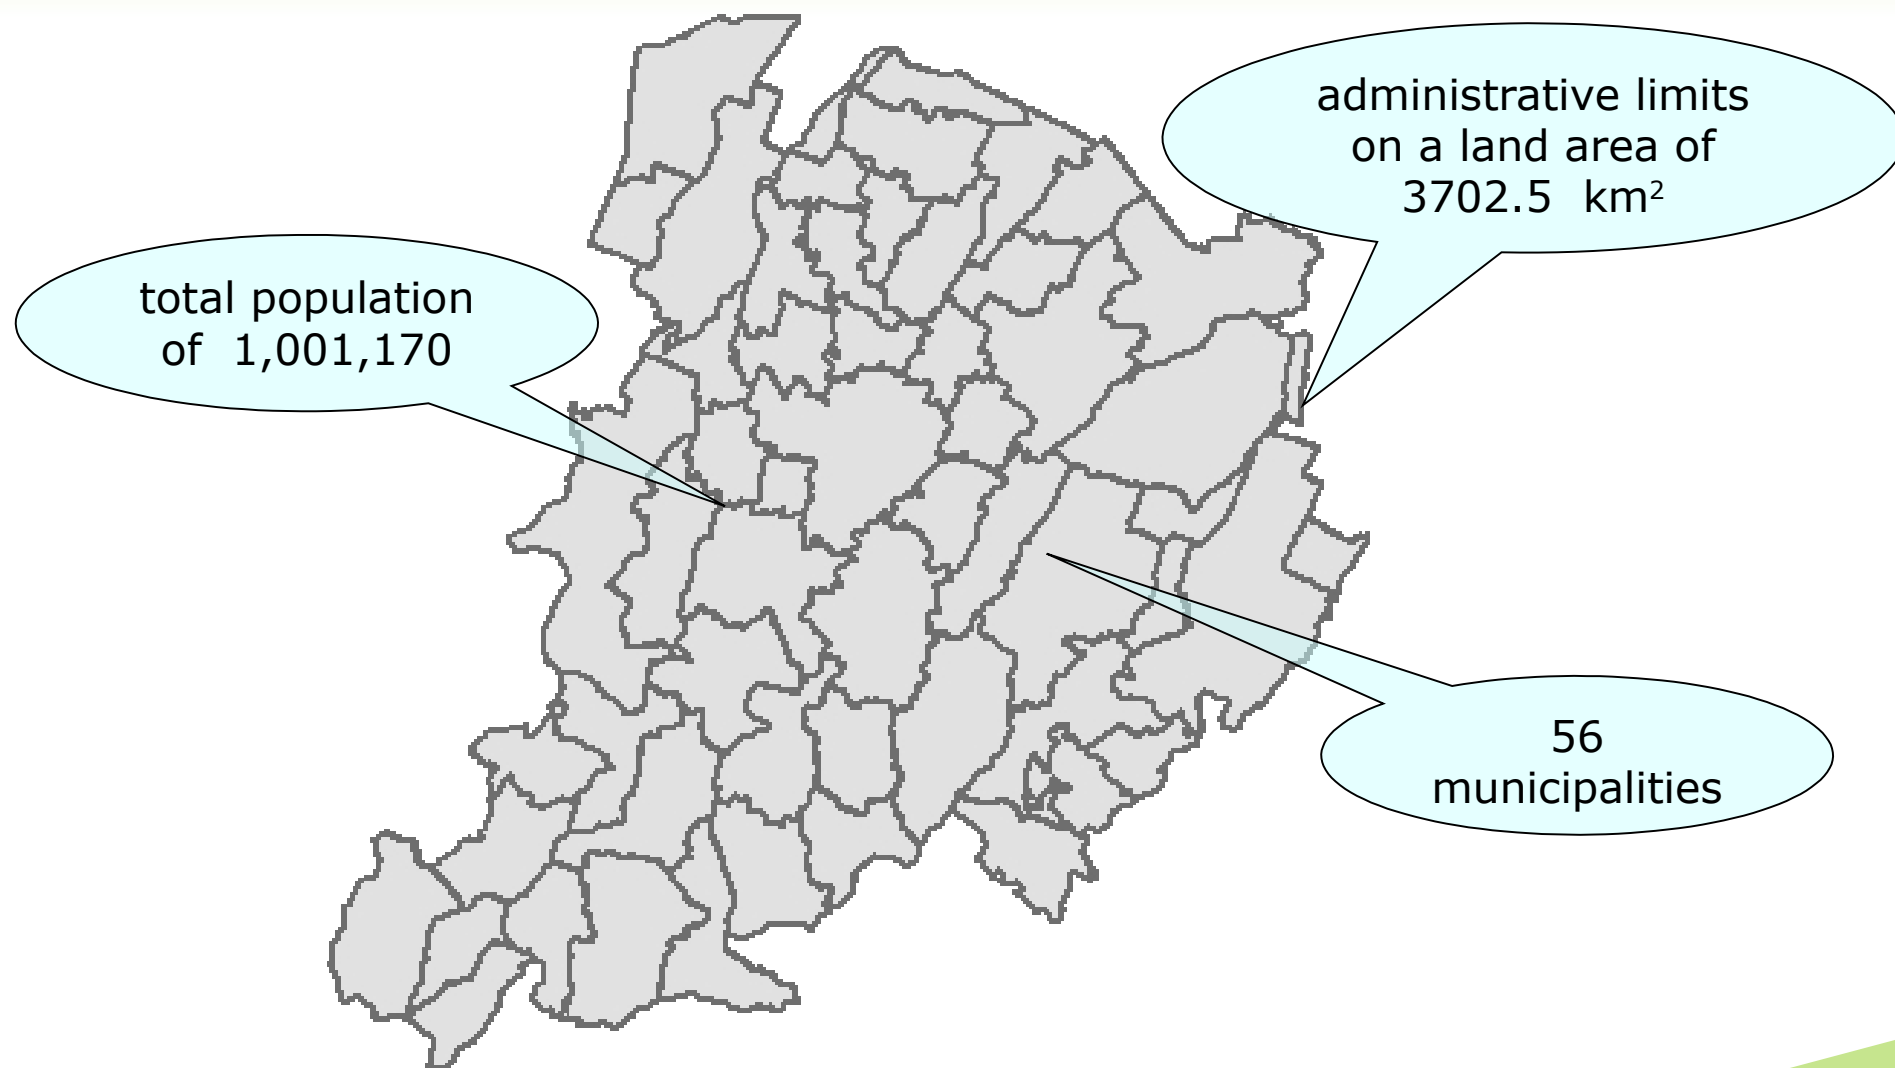 administrative limits
on a land area of
3702.5 km²
total population
of 1,001,170
56
municipalities